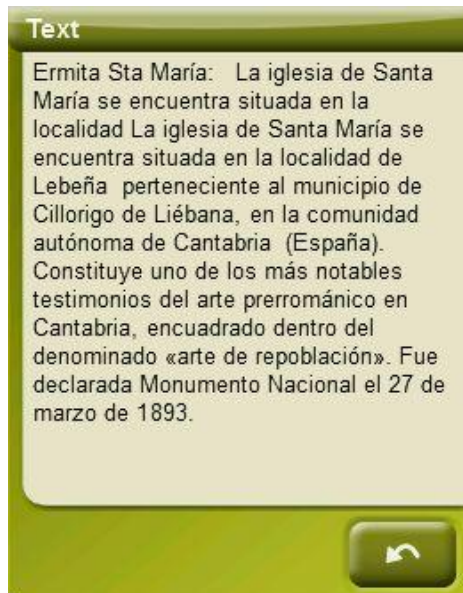 Text
Ermita Sta María:   La iglesia de Santa
María se encuentra situada en la
localidad La iglesia de Santa María se
encuentra situada en la localidad de
Lebeña  perteneciente al municipio de
Cillorigo de Liébana, en la comunidad
autónoma de Cantabria  (España).
Constituye uno de los más notables
testimonios del arte prerrománico en
Cantabria, encuadrado dentro del
denominado «arte de repoblación». Fue
declarada Monumento Nacional el 27 de
marzo de 1893.